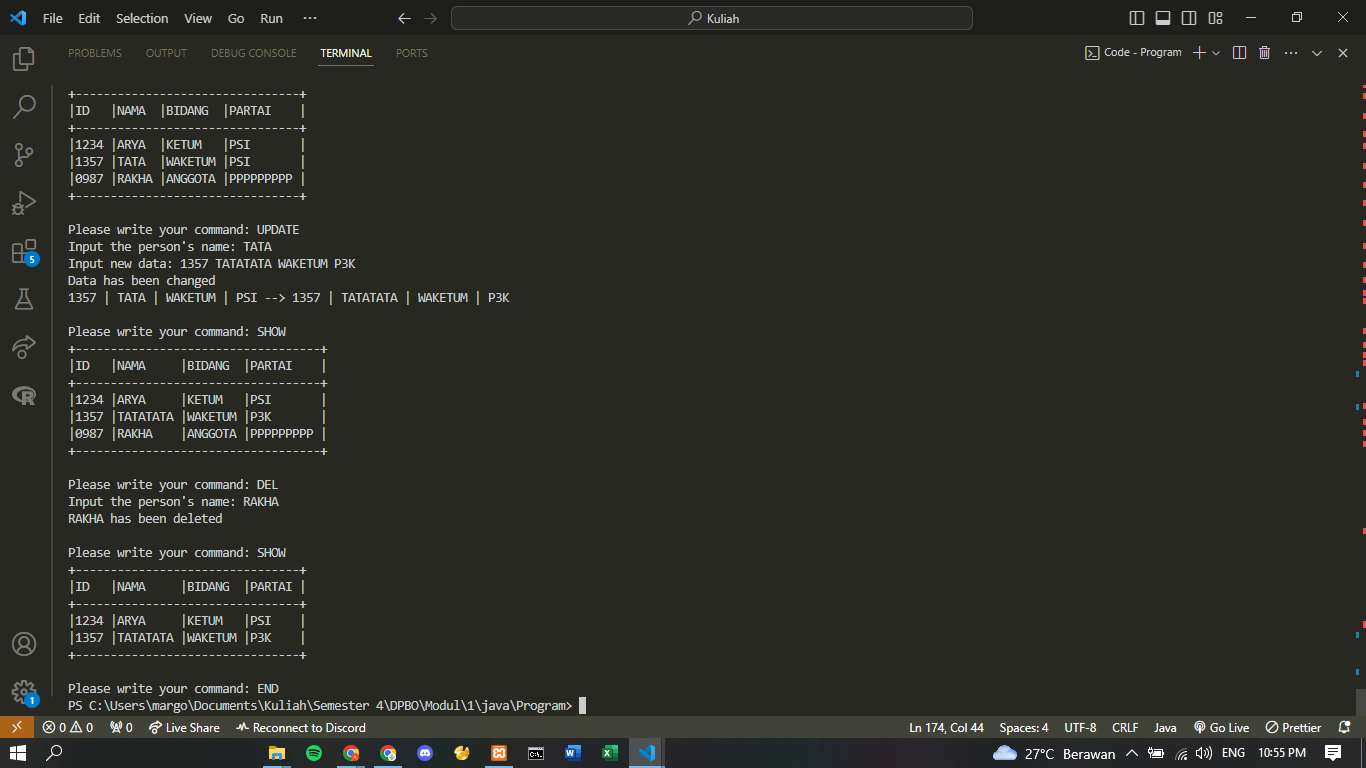 File Edit Selection View Go Run ··· Kuliah
PROBLEMS OUTPUT DEBUG CONSOLE TERMINAL PORTS Code - Program
+--------------------------------+
|ID   |NAMA  |BIDANG  |PARTAI    |
+--------------------------------+
|1234 |ARYA  |KETUM   |PSI       |
|1357 |TATA  |WAKETUM |PSI       |
|0987 |RAKHA |ANGGOTA |PPPPPPPPP |
+--------------------------------+
Please write your command: UPDATE
Input the person's name: TATA
Input new data: 1357 TATATATA WAKETUM P3K
Data has been changed
1357 | TATA | WAKETUM | PSI --> 1357 | TATATATA | WAKETUM | P3K
Please write your command: SHOW
+-----------------------------------+
|ID   |NAMA     |BIDANG  |PARTAI    |
+-----------------------------------+
|1234 |ARYA     |KETUM   |PSI       |
|1357 |TATATATA |WAKETUM |P3K       |
|0987 |RAKHA    |ANGGOTA |PPPPPPPPP |
+-----------------------------------+
Please write your command: DEL
Input the person's name: RAKHA
RAKHA has been deleted
Please write your command: SHOW
+--------------------------------+
|ID   |NAMA     |BIDANG  |PARTAI |
+--------------------------------+
|1234 |ARYA     |KETUM   |PSI    |
|1357 |TATATATA |WAKETUM |P3K    |
+--------------------------------+
Please write your command: END
PS C:\Users\margo\Documents\Kuliah\Semester 4\DPBO\Modul\1\java\Program>
5
1
0 0 0 Live Share Reconnect to Discord Ln 174, Col 44 Spaces: 4 UTF-8 CRLF Java Go Live Prettier
27°C Berawan ENG 10:55 PM